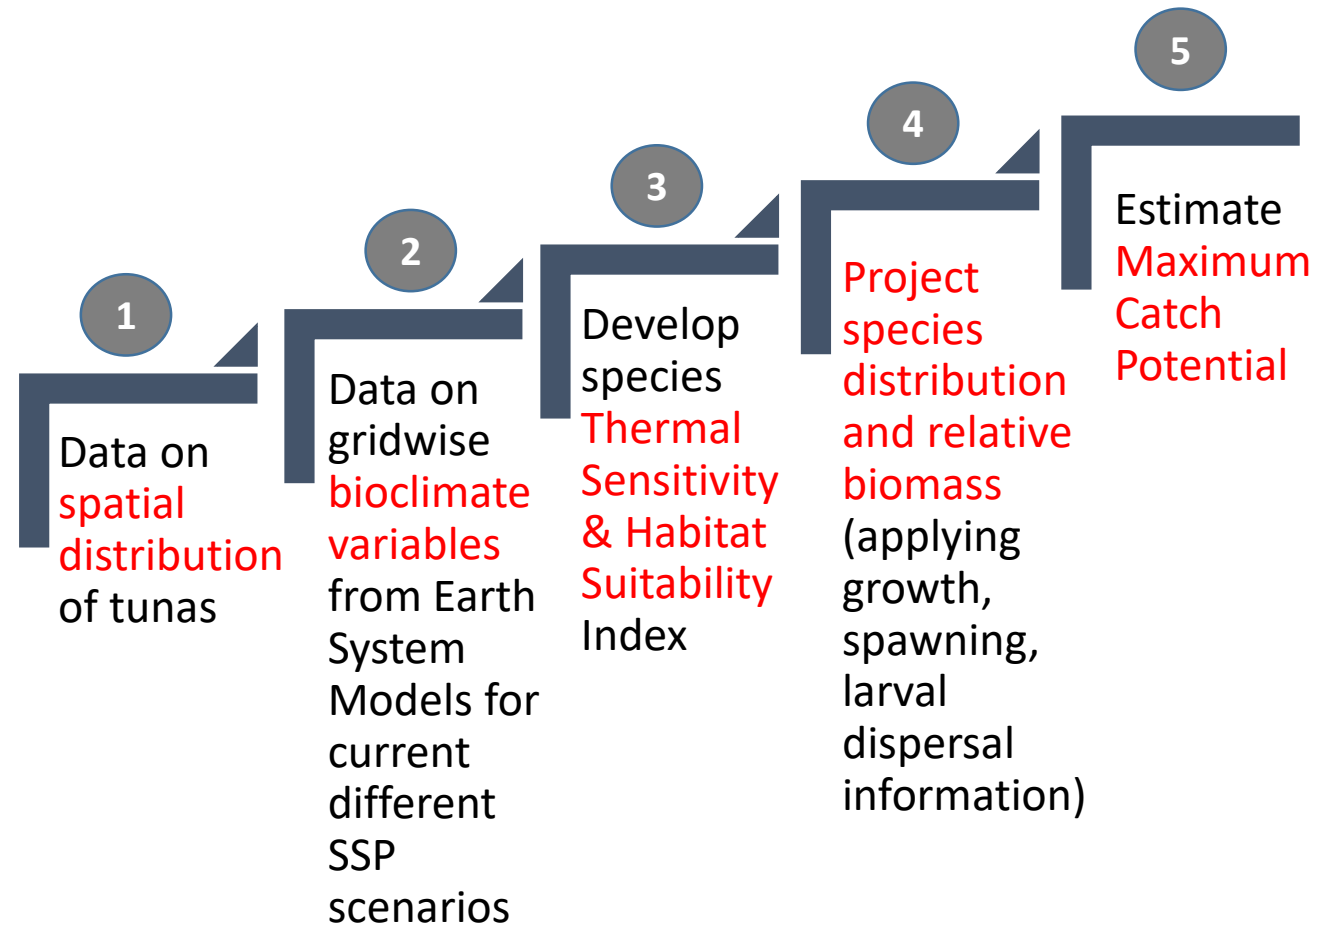 1
Data on
spatial
distribution
of tunas
2
Data on
gridwise
bioclimate
variables
from Earth
System
Models for
current
different
SSP
scenarios
3
Develop
species
Thermal
Sensitivity
& Habitat
Suitability
Index
4
Project
species
distribution
and relative
biomass
(applying
growth,
spawning,
larval
dispersal
information)
5
Estimate
Maximum
Catch
Potential